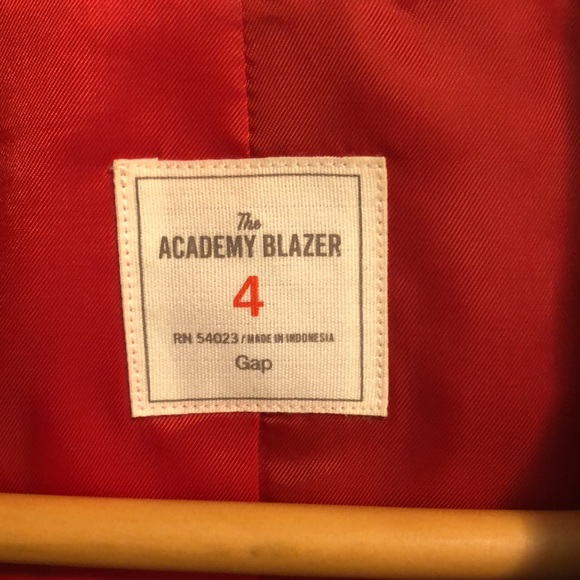 The
ACADEMY BLAZER
4
RN 54023 / MADE IN INDONESIA
Gap